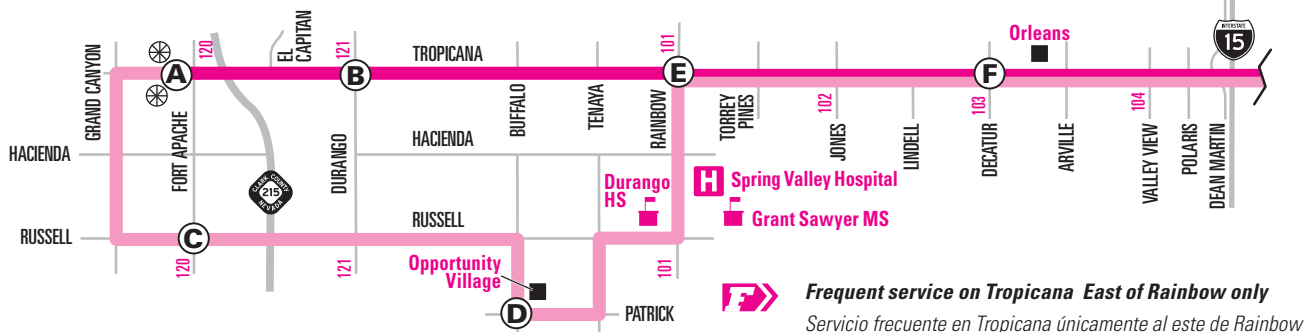 GRAND CANYON
120
EL
CAPITAN
121
TROPICANA
101
Orleans
INTERSTATE
15
A
B
E
F
FORT APACHE
DURANGO
BUFFALO
TENAYA
RAINBOW
TORREY
PINES
102
JONES
LINDELL
103
DECATUR
ARVILLE
104
VALLEY VIEW
POLARIS
DEAN MARTIN
HACIENDA
HACIENDA
CLARK COUNTY
215
NEVADA
Durango
HS
H Spring Valley Hospital
Grant Sawyer MS
RUSSELL
C
RUSSELL
120
121
101
Opportunity
Village
D
PATRICK
F
Frequent service on Tropicana East of Rainbow only
Servicio frecuente en Tropicana únicamente al este de Rainbow